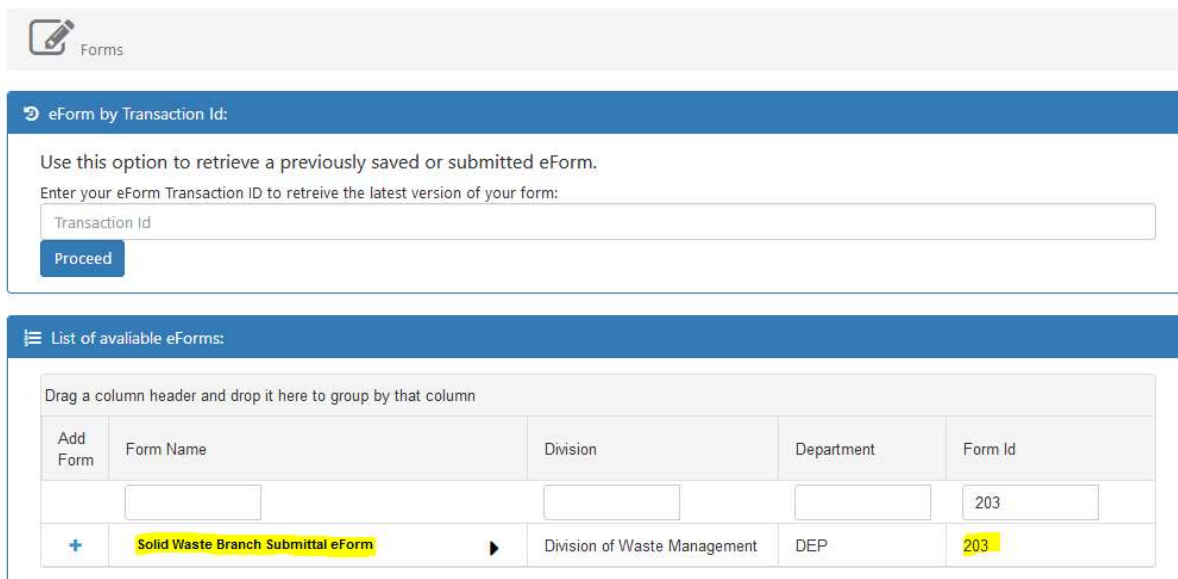 Forms
eForm by Transaction Id:
Use this option to retrieve a previously saved or submitted eForm.
Enter your eForm Transaction ID to retreive the latest version of your form:
Transaction Id
Proceed
List of avaliable eForms:
Drag a column header and drop it here to group by that column
Add Form Form Name Division Department Form Id
203
+ Solid Waste Branch Submittal eForm Division of Waste Management DEP 203